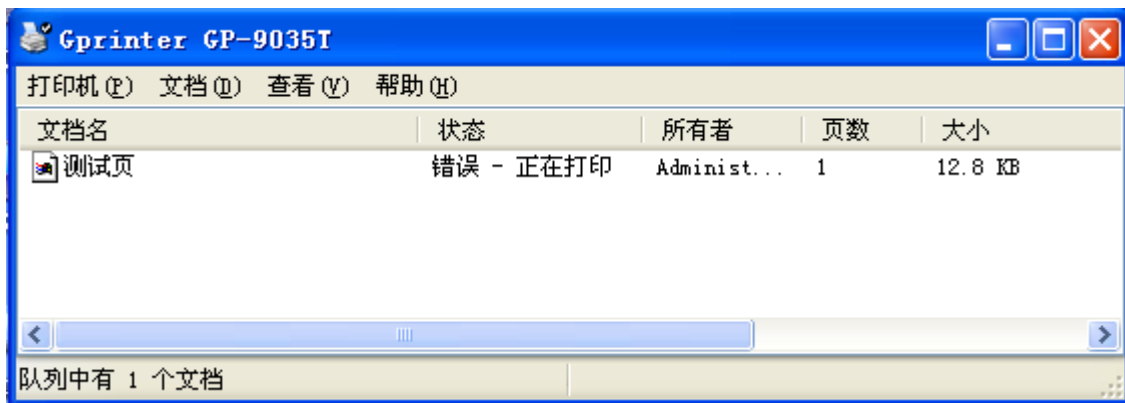 Gprinter GP-9035T
打印机(P) 文档(D) 查看(V) 帮助(H)
文档名 状态 所有者 页数 大小
测试页 错误 - 正在打印 Administ... 1 12.8 KB
队列中有 1 个文档